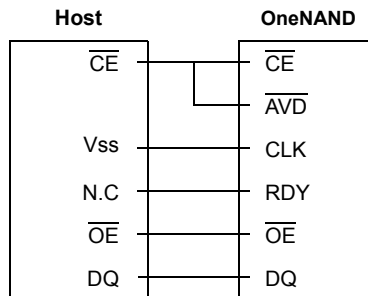 Host OneNAND
CE CE
AVD
Vss CLK
N.C RDY
OE OE
DQ DQ